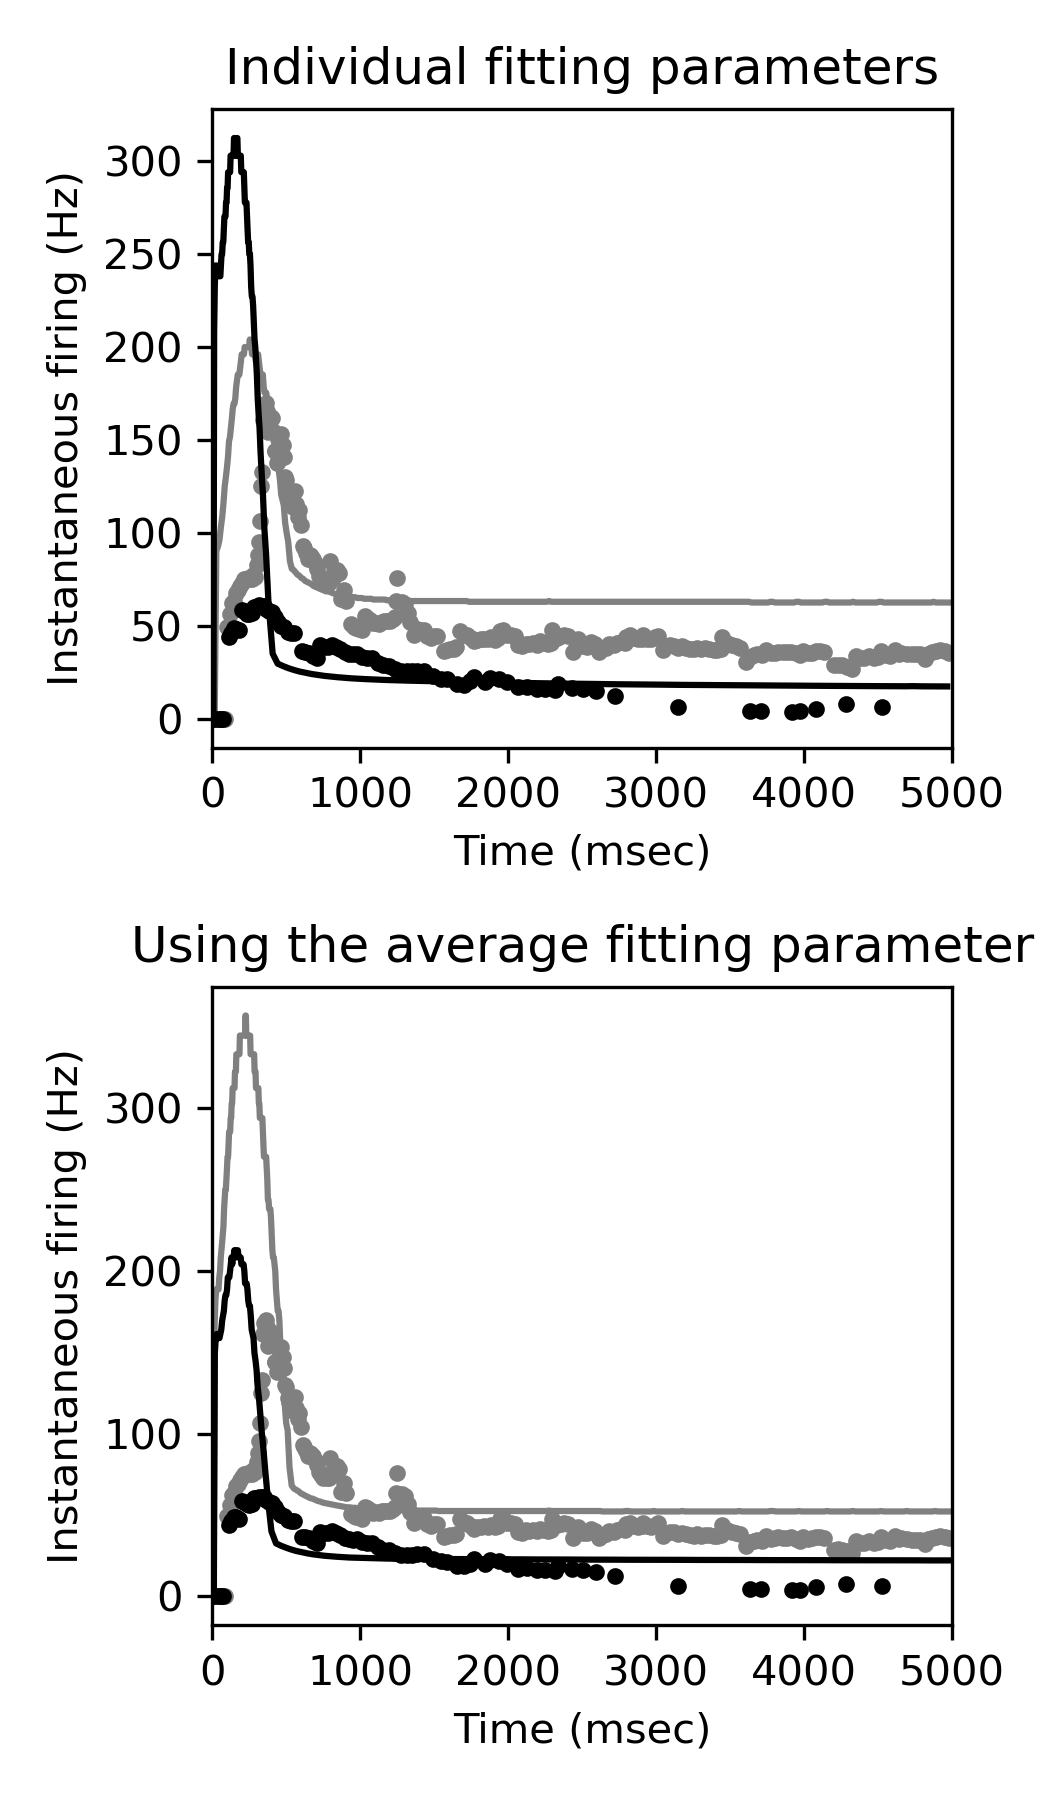 Individual fitting parameters
300
250
200
150
100
50
0
Instantaneous firing (Hz)
0 1000 2000 3000 4000 5000
Time (msec)
Using the average fitting parameter
300
200
100
0
Instantaneous firing (Hz)
0 1000 2000 3000 4000 5000
Time (msec)